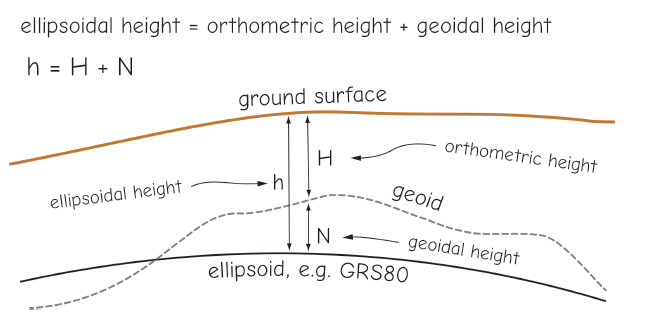 ellipsoidal height = orthometric height + geoidal height
h = H + N
ground surface
H
orthometric height
h
ellipsoidal height
geoid
N
geoidal height
ellipsoid, e.g. GRS80